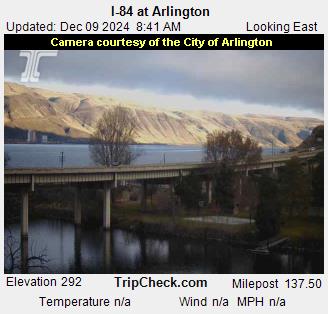 I-84 at Arlington
Updated: Dec 09 2024  8:41 AM Looking East
Camera courtesy of the City of Arlington
Elevation 292 TripCheck.com Milepost 137.50
Temperature n/a Wind n/a MPH n/a